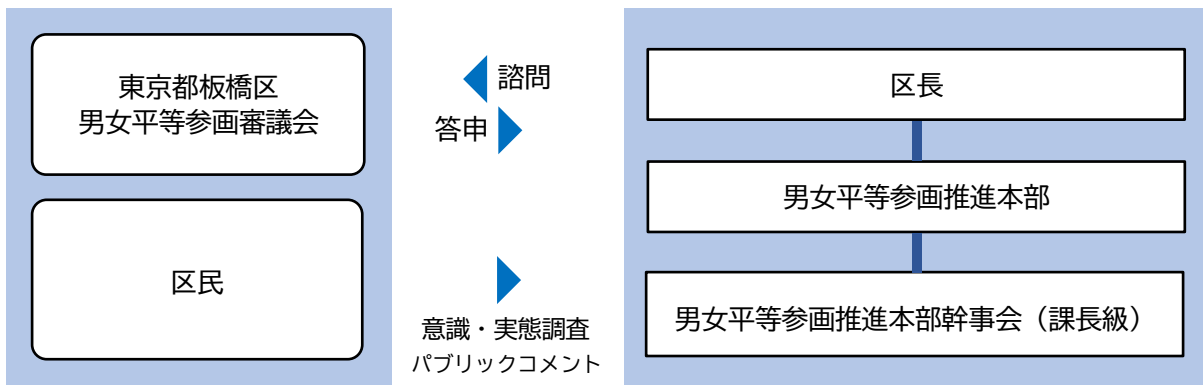 東京都板橋区
男女平等参画審議会
区民
諮問
答申
意識・実態調査
パブリックコメント
区長
男女平等参画推進本部
男女平等参画推進本部幹事会（課長級）